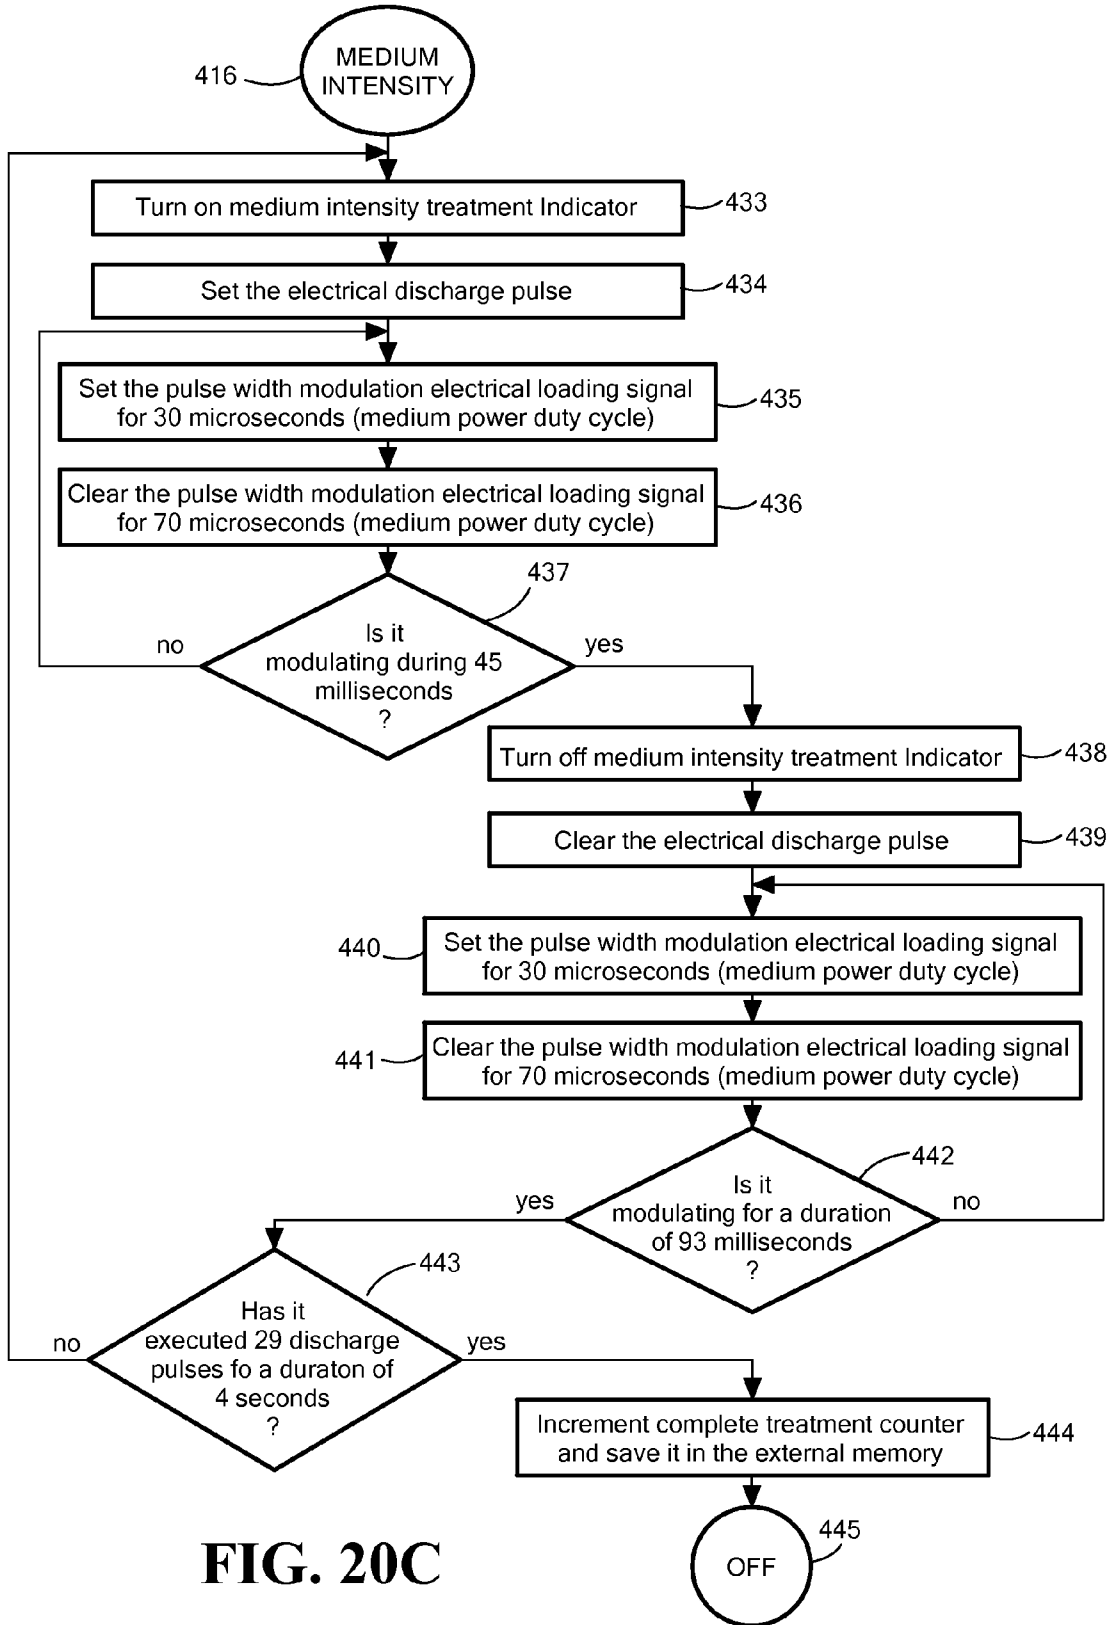 MEDIUM
INTENSITY
416
Turn on medium intensity treatment Indicator
433
Set the electrical discharge pulse
434
Set the pulse width modulation electrical loading signal
for 30 microseconds (medium power duty cycle)
435
Clear the pulse width modulation electrical loading signal
for 70 microseconds (medium power duty cycle)
436
437
Is it
modulating during 45
milliseconds
?
no
yes
Turn off medium intensity treatment Indicator
438
Clear the electrical discharge pulse
439
440
Set the pulse width modulation electrical loading signal
for 30 microseconds (medium power duty cycle)
441
Clear the pulse width modulation electrical loading signal
for 70 microseconds (medium power duty cycle)
442
Is it
modulating for a duration
of 93 milliseconds
?
yes
no
443
Has it
executed 29 discharge
pulses fo a duraton of
4 seconds
?
no
yes
Increment complete treatment counter
and save it in the external memory
444
OFF
445
FIG. 20C